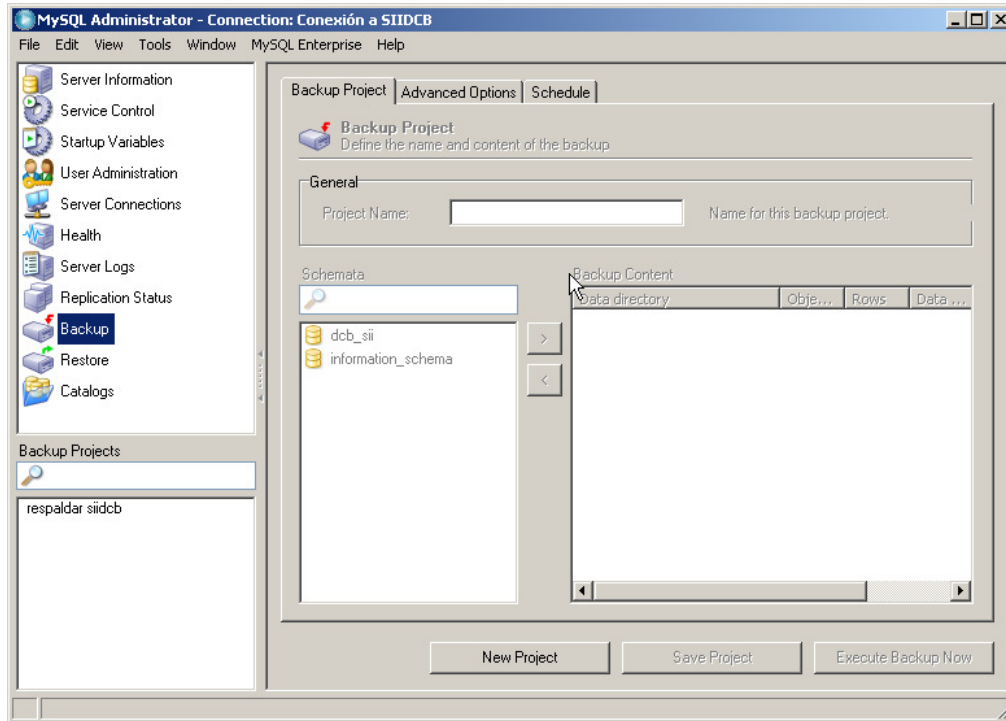 MySQL Administrator - Connection: Conexión a SIIDCB
File Edit View Tools Window MySQL Enterprise Help
Server Information
Service Control
Startup Variables
User Administration
Server Connections
Health
Server Logs
Replication Status
Backup
Restore
Catalogs
Backup Projects
respaldar siidcb
Backup Project Advanced Options Schedule
Backup Project
Define the name and content of the backup
General
Project Name: Name for this backup project.
Schemata
dcb_sii
information_schema
> 
<
Backup Content
Data directory Obje... Rows Data ...
New Project Save Project Execute Backup Now